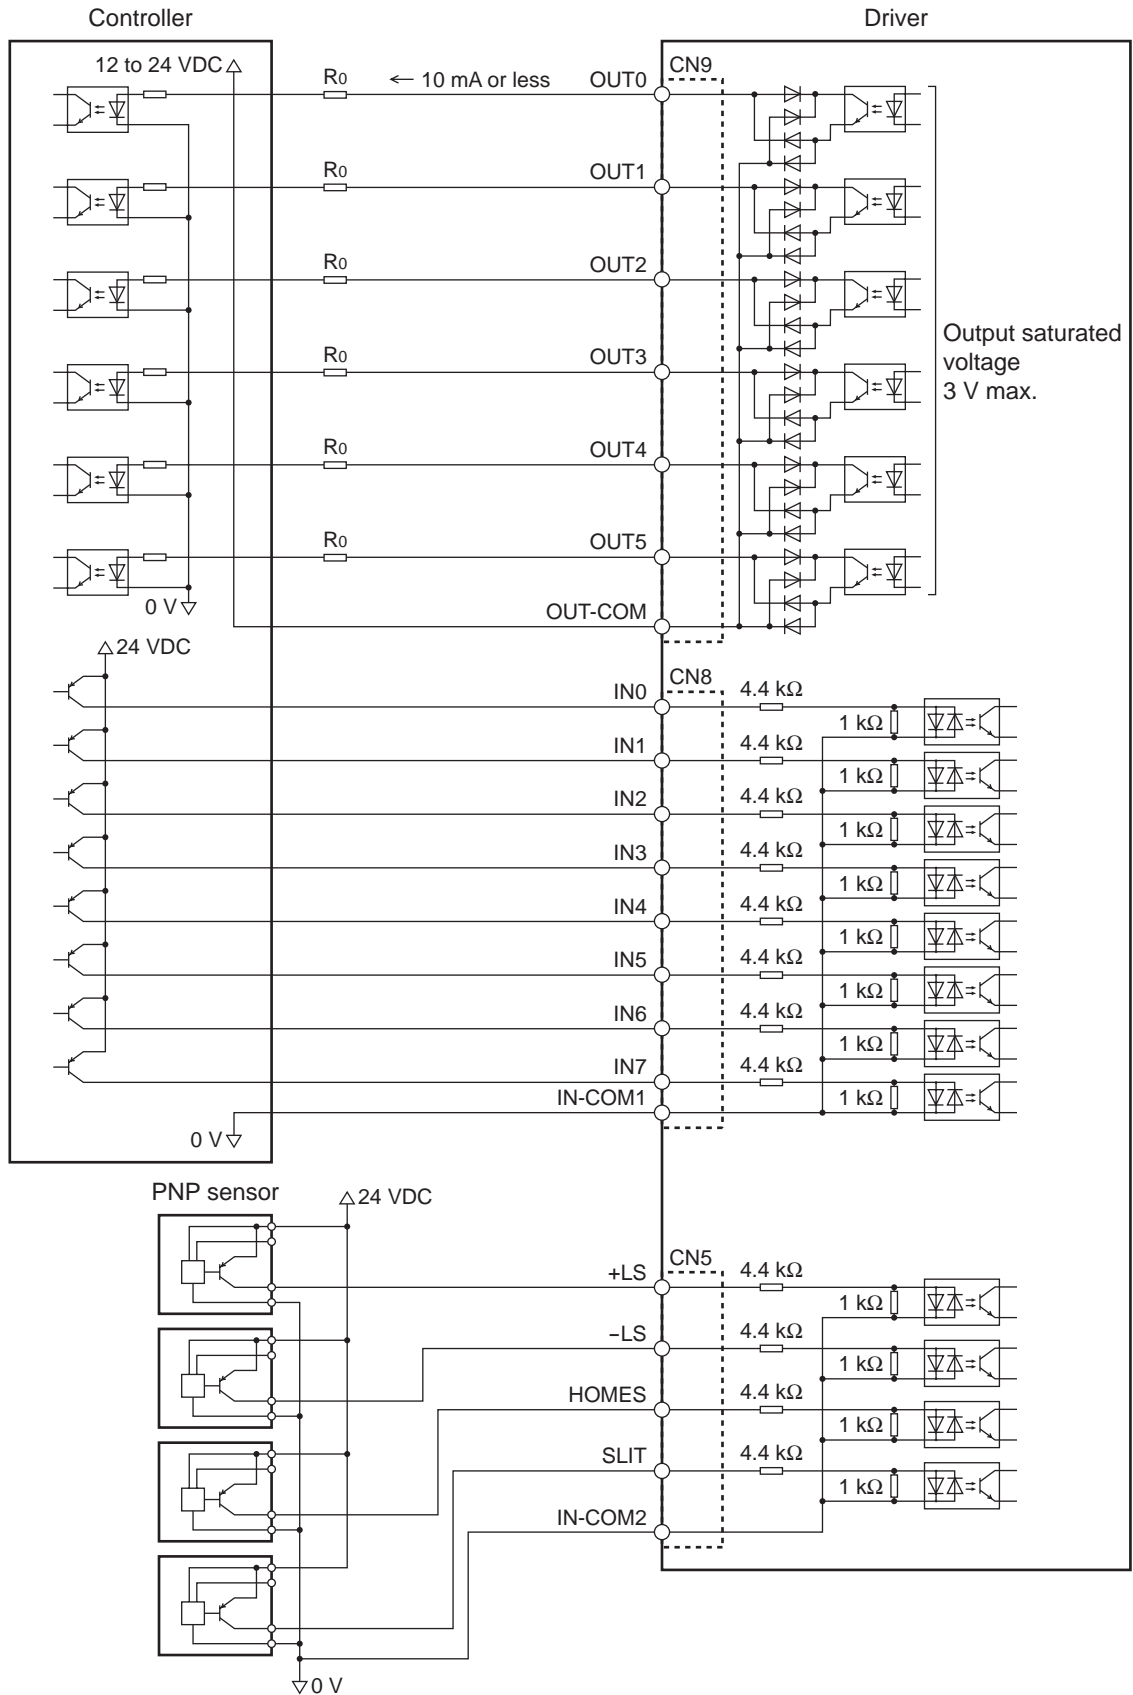 Controller
Driver
12 to 24 VDC
R0
← 10 mA or less
OUT0
CN9
R0
OUT1
R0
OUT2
R0
OUT3
R0
OUT4
R0
OUT5
Output saturated
voltage
3 V max.
0 V
OUT-COM
24 VDC
CN8
IN0
4.4 kΩ
1 kΩ
IN1
4.4 kΩ
1 kΩ
IN2
4.4 kΩ
1 kΩ
IN3
4.4 kΩ
1 kΩ
IN4
4.4 kΩ
1 kΩ
IN5
4.4 kΩ
1 kΩ
IN6
4.4 kΩ
1 kΩ
IN7
4.4 kΩ
1 kΩ
IN-COM1
0 V
PNP sensor
24 VDC
CN5
+LS
4.4 kΩ
1 kΩ
−LS
4.4 kΩ
1 kΩ
HOMES
4.4 kΩ
1 kΩ
SLIT
4.4 kΩ
1 kΩ
IN-COM2
0 V